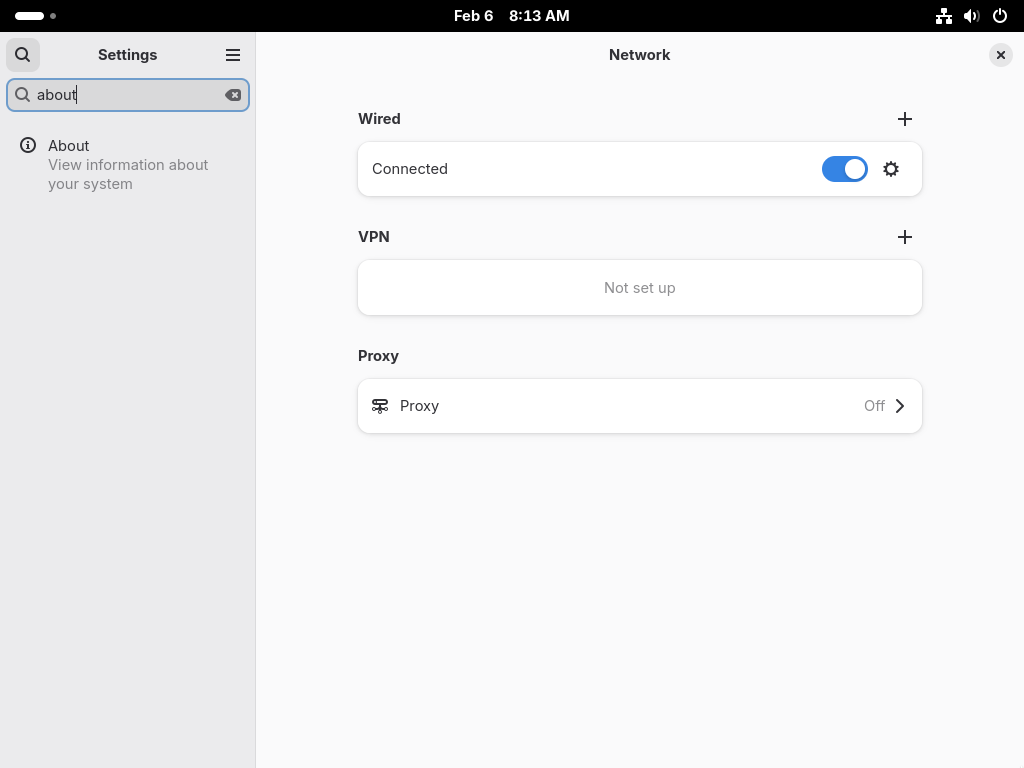 Feb 6 8:13 AM
Settings
about
About
View information about
your system
Network
Wired
Connected
VPN
Not set up
Proxy
Proxy Off